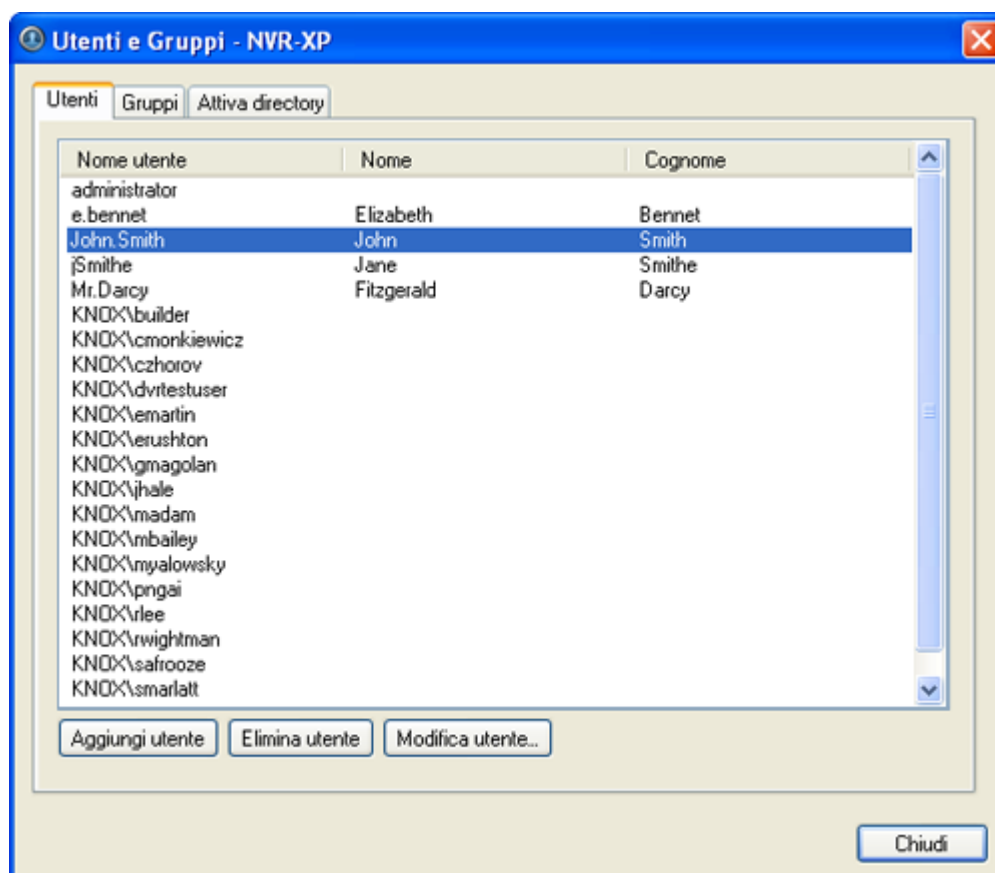 Utenti e Gruppi - NVR-XP
Utenti Gruppi Attiva directory
Nome utente Nome Cognome
administrator
e.bennet Elizabeth Bennet
John.Smith John Smith
jSmithe Jane Smithe
Mr.Darcy Fitzgerald Darcy
KNOX\builder
KNOX\cmonkiewicz
KNOX\czhorov
KNOX\dvrtestuser
KNOX\emartin
KNOX\erushton
KNOX\gmagolan
KNOX\jhale
KNOX\madam
KNOX\mbailey
KNOX\myalowsky
KNOX\pngai
KNOX\rlee
KNOX\rwightman
KNOX\safrooze
KNOX\smarlatt
Aggiungi utente Elimina utente Modifica utente...
Chiudi